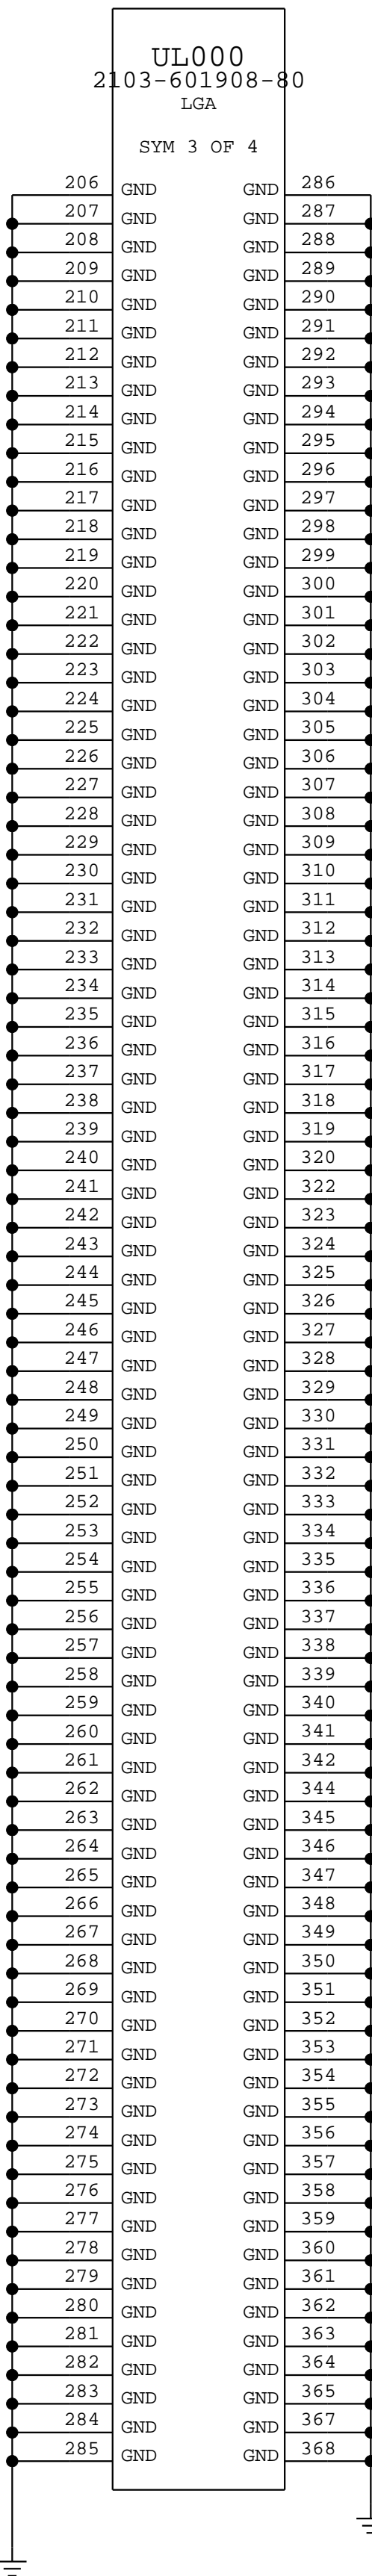 UL000
2103-601908-80
LGA
SYM 3 OF 4
206 GND GND 286
207 GND GND 287
208 GND GND 288
209 GND GND 289
210 GND GND 290
211 GND GND 291
212 GND GND 292
213 GND GND 293
214 GND GND 294
215 GND GND 295
216 GND GND 296
217 GND GND 297
218 GND GND 298
219 GND GND 299
220 GND GND 300
221 GND GND 301
222 GND GND 302
223 GND GND 303
224 GND GND 304
225 GND GND 305
226 GND GND 306
227 GND GND 307
228 GND GND 308
229 GND GND 309
230 GND GND 310
231 GND GND 311
232 GND GND 312
233 GND GND 313
234 GND GND 314
235 GND GND 315
236 GND GND 316
237 GND GND 317
238 GND GND 318
239 GND GND 319
240 GND GND 320
241 GND GND 322
242 GND GND 323
243 GND GND 324
244 GND GND 325
245 GND GND 326
246 GND GND 327
247 GND GND 328
248 GND GND 329
249 GND GND 330
250 GND GND 331
251 GND GND 332
252 GND GND 333
253 GND GND 334
254 GND GND 335
255 GND GND 336
256 GND GND 337
257 GND GND 338
258 GND GND 339
259 GND GND 340
260 GND GND 341
261 GND GND 342
262 GND GND 344
263 GND GND 345
264 GND GND 346
265 GND GND 347
266 GND GND 348
267 GND GND 349
268 GND GND 350
269 GND GND 351
270 GND GND 352
271 GND GND 353
272 GND GND 354
273 GND GND 355
274 GND GND 356
275 GND GND 357
276 GND GND 358
277 GND GND 359
278 GND GND 360
279 GND GND 361
280 GND GND 362
281 GND GND 363
282 GND GND 364
283 GND GND 365
284 GND GND 367
285 GND GND 368